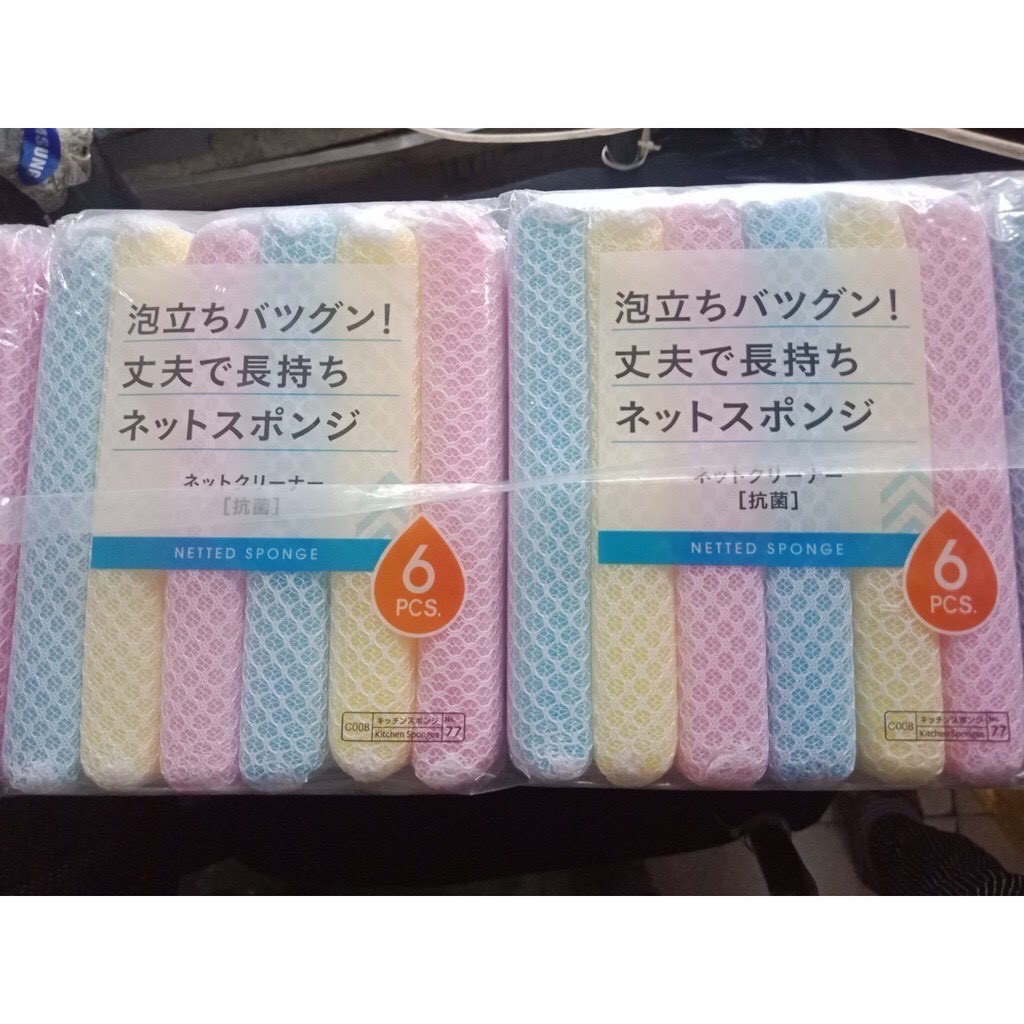 泡立ちバツグン!
丈夫で長持ち
ネットスポンジ
ネットクリーナー
[抗菌]
NETTED SPONGE
6
PCS.
C008
キッチンスポンジ
Kitchen Sponges
No.
77
泡立ちバツグン!
丈夫で長持ち
ネットスポンジ
ネットクリーナー
[抗菌]
NETTED SPONGE
6
PCS.
C008
キッチンスポンジ
Kitchen Sponges
No.
77